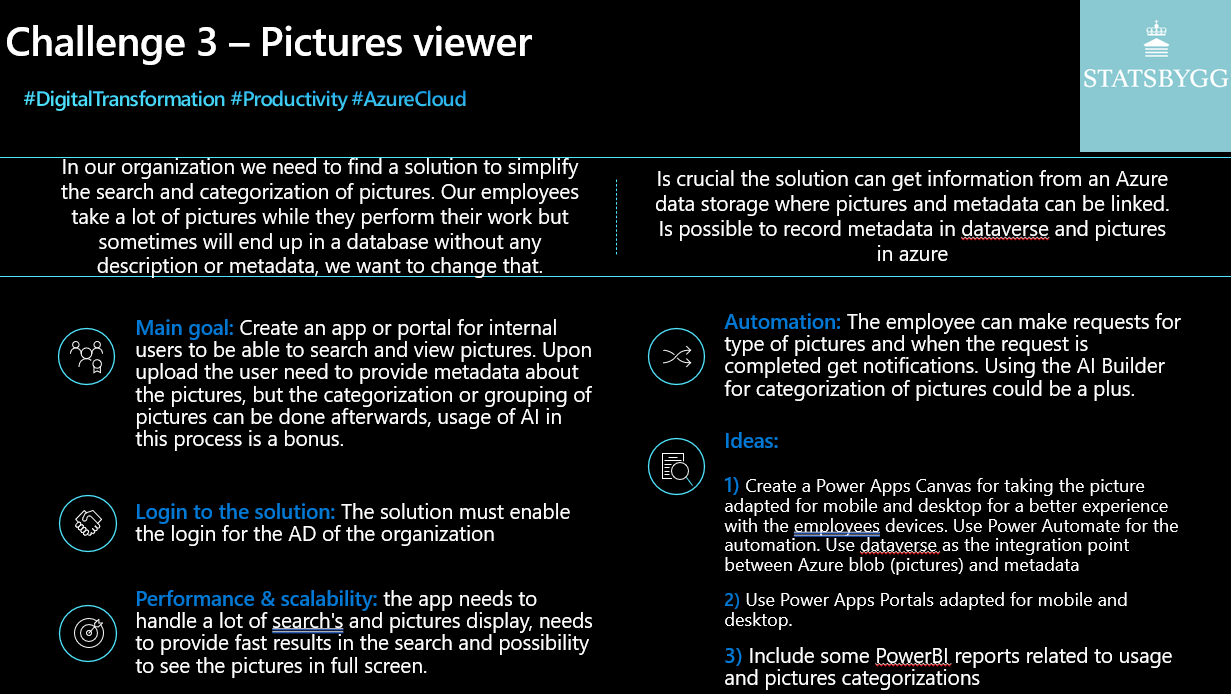 Challenge 3 – Pictures viewer
STATSBYGG
#DigitalTransformation #Productivity #AzureCloud
In our organization we need to find a solution to simplify
the search and categorization of pictures. Our employees
take a lot of pictures while they perform their work but
sometimes will end up in a database without any
description or metadata, we want to change that.
Is crucial the solution can get information from an Azure
data storage where pictures and metadata can be linked.
Is possible to record metadata in dataverse and pictures
in azure
Main goal: Create an app or portal for internal
users to be able to search and view pictures. Upon
upload the user need to provide metadata about
the pictures, but the categorization or grouping of
pictures can be done afterwards, usage of AI in
this process is a bonus.
Login to the solution: The solution must enable
the login for the AD of the organization
Performance & scalability: the app needs to
handle a lot of search's and pictures display, needs
to provide fast results in the search and possibility
to see the pictures in full screen.
Automation: The employee can make requests for
type of pictures and when the request is
completed get notifications. Using the AI Builder
for categorization of pictures could be a plus.
Ideas:
1) Create a Power Apps Canvas for taking the picture
adapted for mobile and desktop for a better experience
with the employees devices. Use Power Automate for the
automation. Use dataverse as the integration point
between Azure blob (pictures) and metadata
2) Use Power Apps Portals adapted for mobile and
desktop.
3) Include some PowerBI reports related to usage
and pictures categorizations